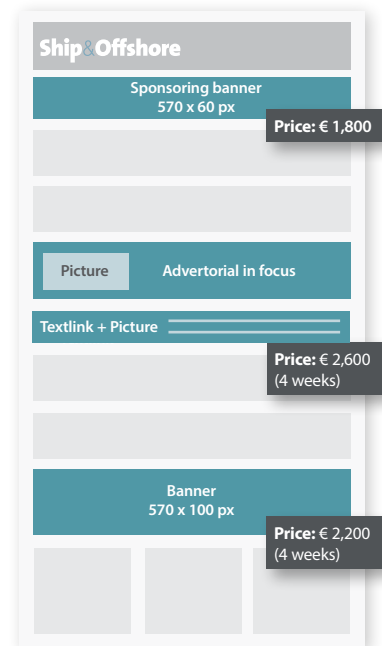 Ship&Offshore
Sponsoring banner
570 x 60 px
Price: € 1,800
Picture
Advertorial in focus
Textlink + Picture
Price: € 2,600
(4 weeks)
Banner
570 x 100 px
Price: € 2,200
(4 weeks)